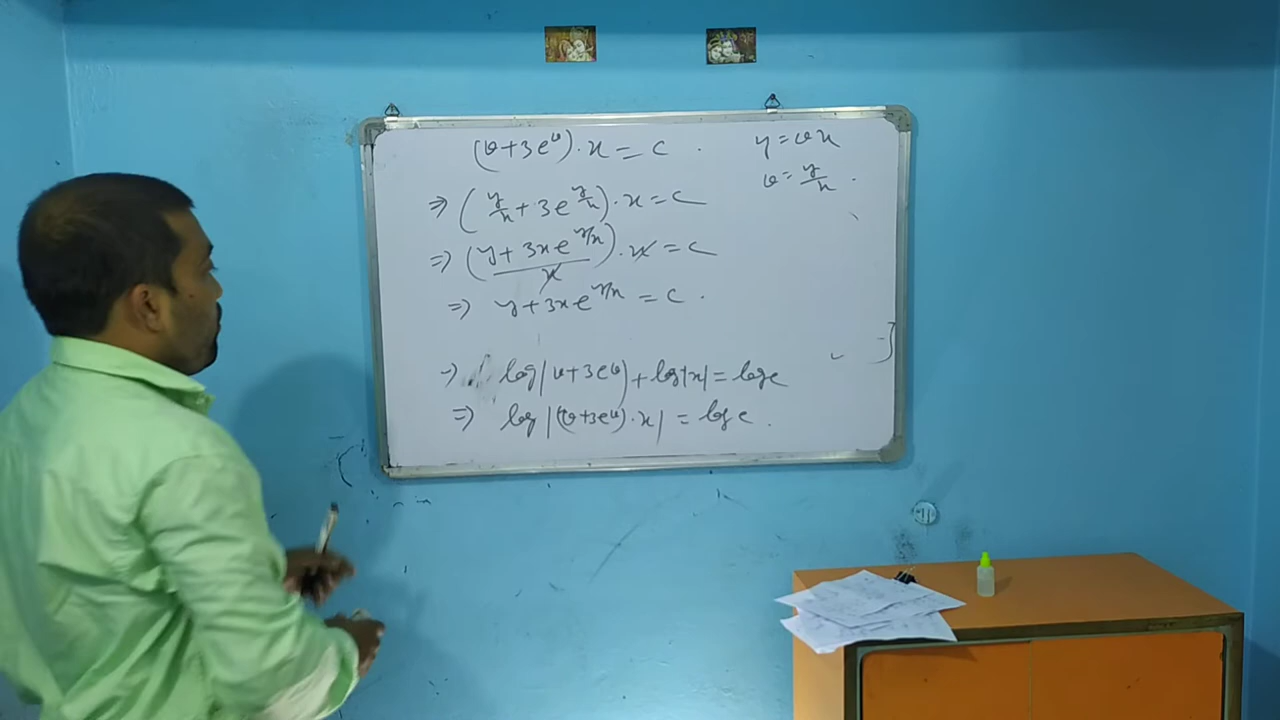 (v+3e^v).x = c .
y = vx
v = y/x .
⇒ (y/x + 3e^{y/x}).x = c
⇒ ((y + 3xe^{y/x})/x).x = c
⇒ y + 3xe^{y/x} = c .
⇒ log|v+3e^v| + log|x| = log c
⇒ log|(v+3e^v).x| = log c .